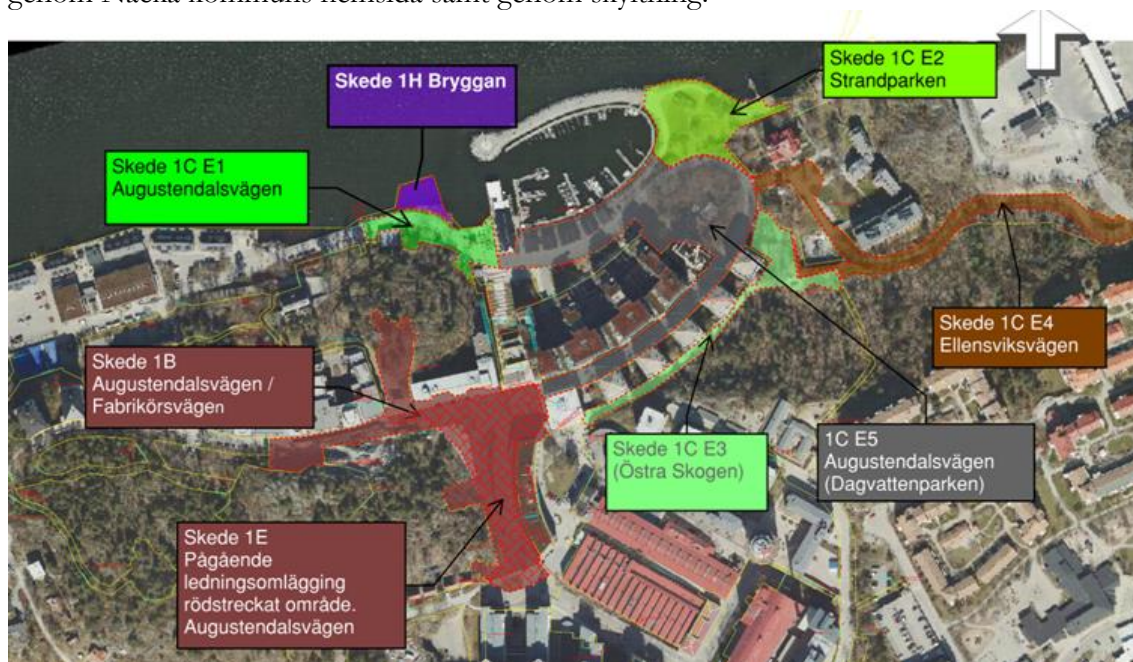 genom Nacka kommuns hemsida samt genom skyltning.
Skede 1H Bryggan
Skede 1C E2
Strandparken
Skede 1C E1
Augustendalsvägen
Skede 1C E4
Ellensviksvägen
Skede 1B
Augustendalsvägen /
Fabrikörsvägen
Skede 1C E3
(Östra Skogen)
1C E5
Augustendalsvägen
(Dagvattenparken)
Skede 1E
Pågående
ledningsomlägging
rödstreckat område.
Augustendalsvägen